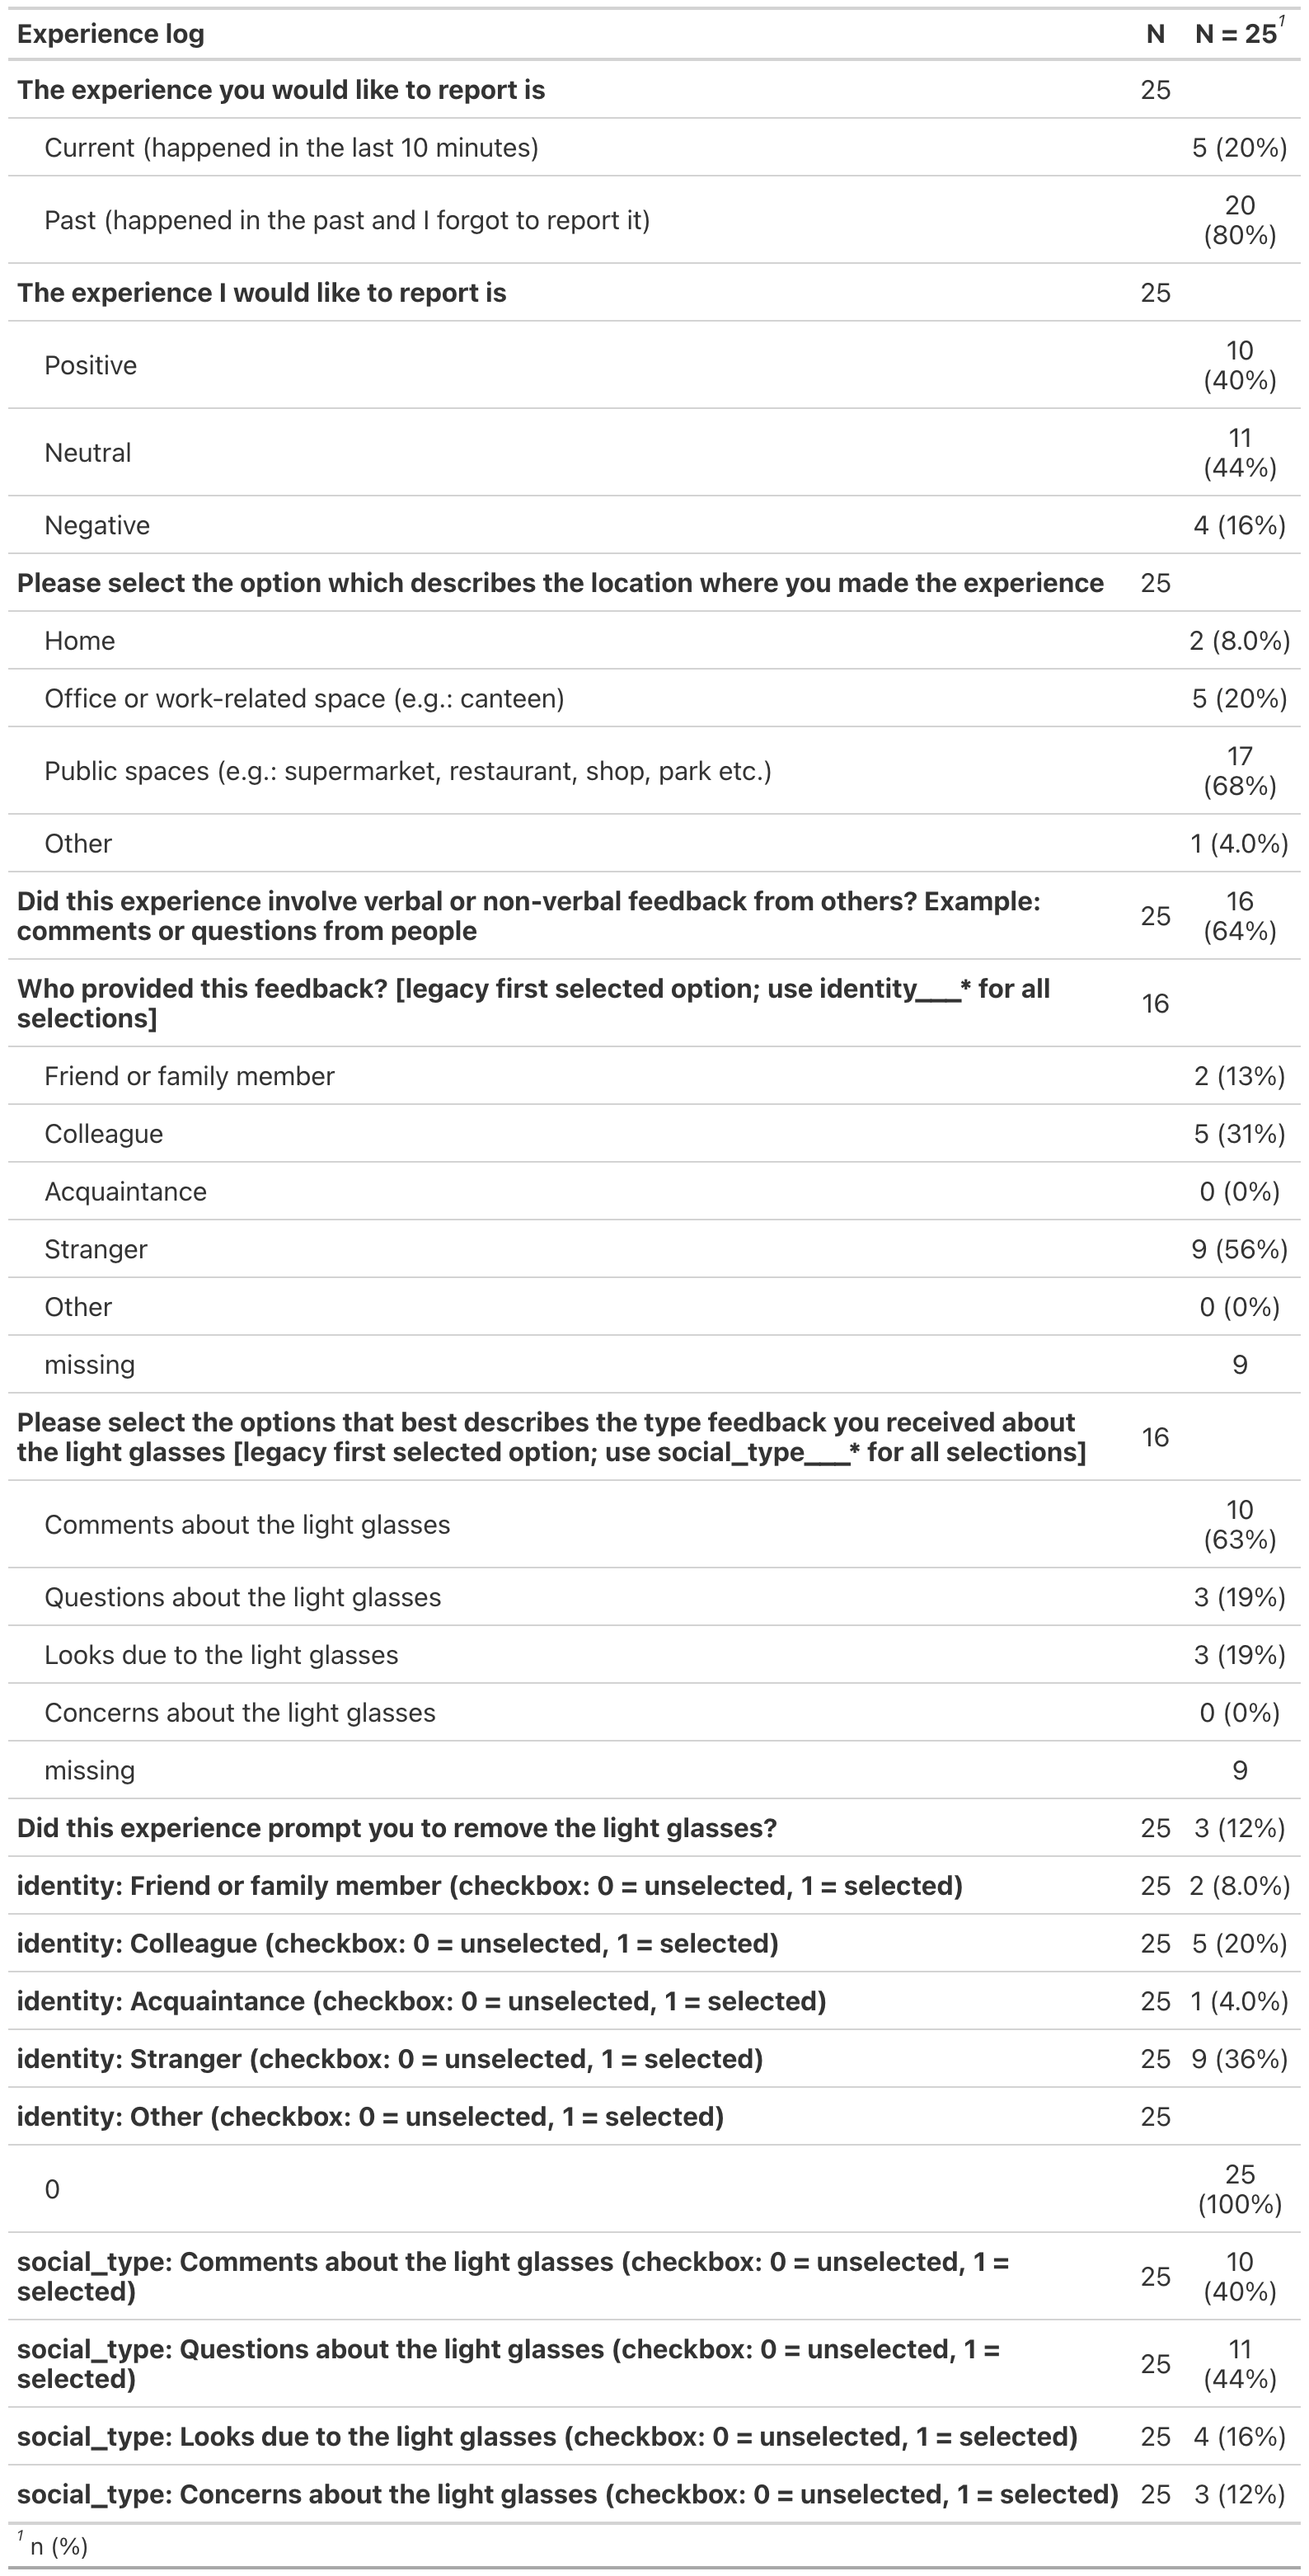 Experience log N N = 25¹
The experience you would like to report is 25
Current (happened in the last 10 minutes) 5 (20%)
Past (happened in the past and I forgot to report it) 20 (80%)
The experience I would like to report is 25
Positive 10 (40%)
Neutral 11 (44%)
Negative 4 (16%)
Please select the option which describes the location where you made the experience 25
Home 2 (8.0%)
Office or work-related space (e.g.: canteen) 5 (20%)
Public spaces (e.g.: supermarket, restaurant, shop, park etc.) 17 (68%)
Other 1 (4.0%)
Did this experience involve verbal or non-verbal feedback from others? Example:
comments or questions from people 25 16 (64%)
Who provided this feedback? [legacy first selected option; use identity___* for all
selections] 16
Friend or family member 2 (13%)
Colleague 5 (31%)
Acquaintance 0 (0%)
Stranger 9 (56%)
Other 0 (0%)
missing 9
Please select the options that best describes the type feedback you received about
the light glasses [legacy first selected option; use social_type___* for all selections] 16
Comments about the light glasses 10 (63%)
Questions about the light glasses 3 (19%)
Looks due to the light glasses 3 (19%)
Concerns about the light glasses 0 (0%)
missing 9
Did this experience prompt you to remove the light glasses? 25 3 (12%)
identity: Friend or family member (checkbox: 0 = unselected, 1 = selected) 25 2 (8.0%)
identity: Colleague (checkbox: 0 = unselected, 1 = selected) 25 5 (20%)
identity: Acquaintance (checkbox: 0 = unselected, 1 = selected) 25 1 (4.0%)
identity: Stranger (checkbox: 0 = unselected, 1 = selected) 25 9 (36%)
identity: Other (checkbox: 0 = unselected, 1 = selected) 25
0 25 (100%)
social_type: Comments about the light glasses (checkbox: 0 = unselected, 1 =
selected) 25 10 (40%)
social_type: Questions about the light glasses (checkbox: 0 = unselected, 1 =
selected) 25 11 (44%)
social_type: Looks due to the light glasses (checkbox: 0 = unselected, 1 = selected) 25 4 (16%)
social_type: Concerns about the light glasses (checkbox: 0 = unselected, 1 = selected) 25 3 (12%)
¹ n (%)